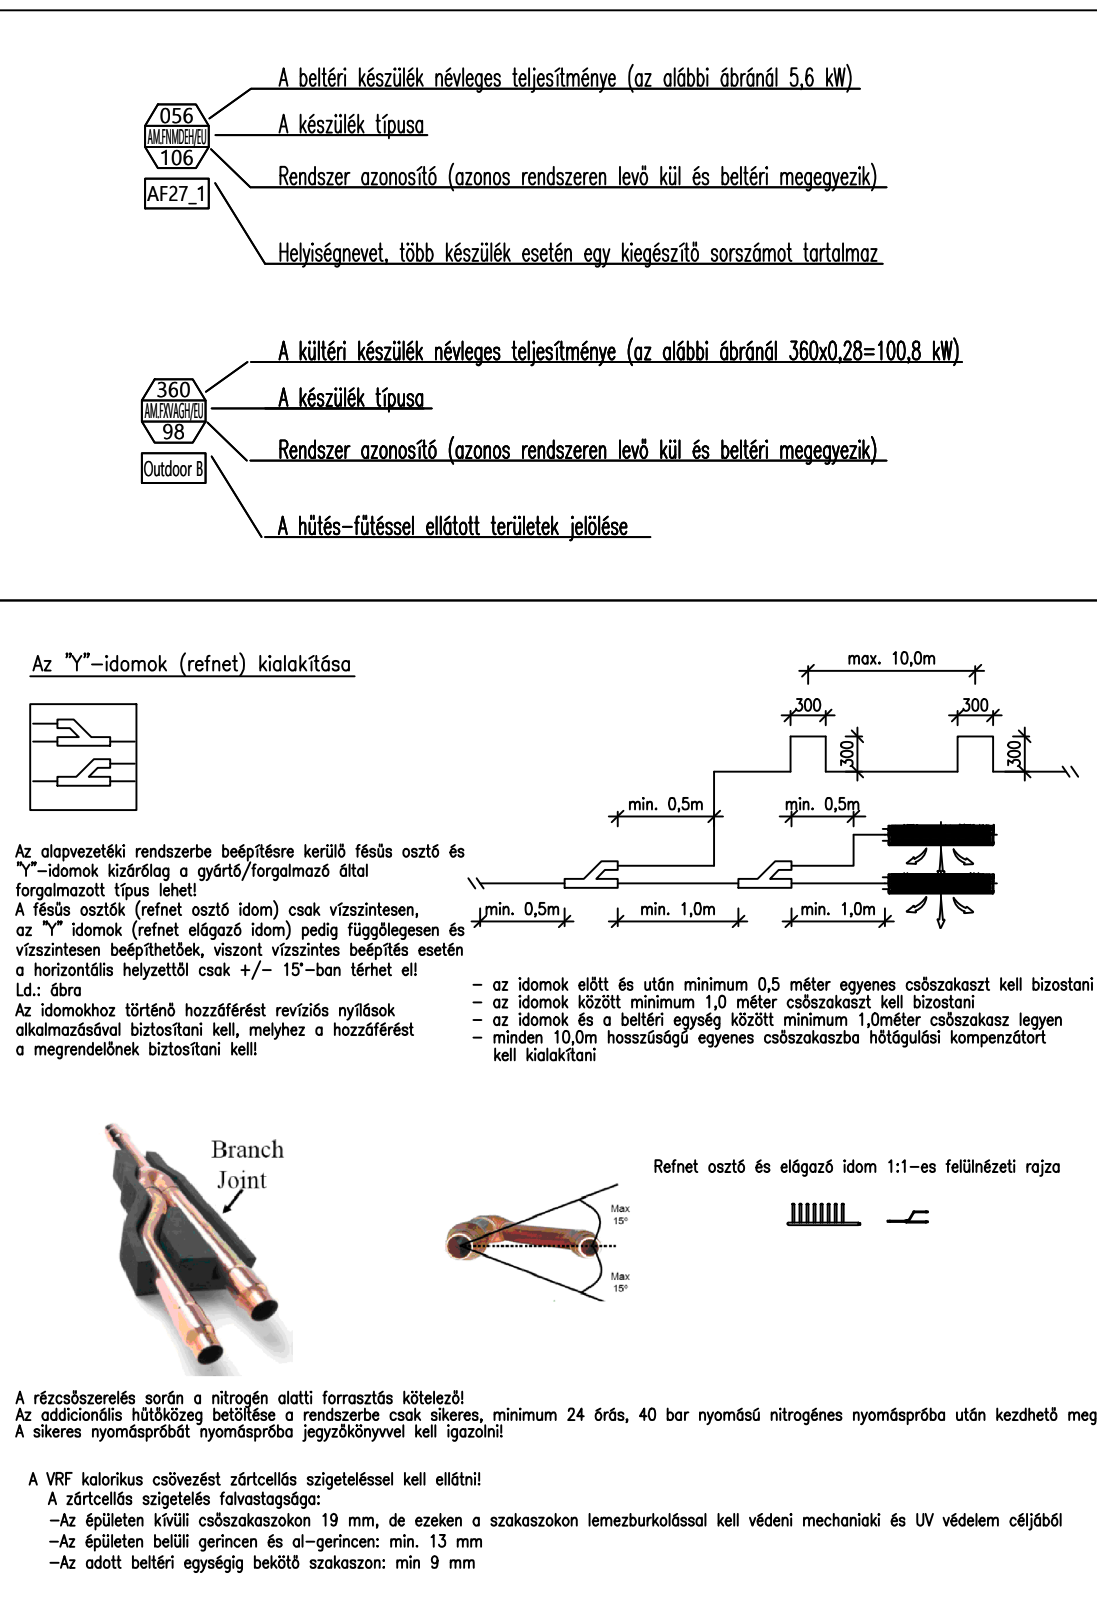 A beltéri készülék névleges teljesítménye (az alábbi ábránál 5,6 kW)
056
A készülék típusa
AM.FNMDEH/EU
106
Rendszer azonosító (azonos rendszeren levő kül és beltéri megegyezik)
AF27_1
Helyiségnevet, több készülék esetén egy kiegészítő sorszámot tartalmaz
A kültéri készülék névleges teljesítménye (az alábbi ábránál 360x0,28=100,8 kW)
360
A készülék típusa
AM.FXVAGH/EU
98
Rendszer azonosító (azonos rendszeren levő kül és beltéri megegyezik)
Outdoor B
A hűtés-fűtéssel ellátott területek jelölése
Az "Y"-idomok (refnet) kialakítása
max. 10,0m
300
300
300
300
min. 0,5m
min. 0,5m
min. 0,5m
min. 1,0m
min. 1,0m
Az alapvezetéki rendszerbe beépítésre kerülő fésűs osztó és
"Y"-idomok kizárólag a gyártó/forgalmazó által
forgalmazott típus lehet!
A fésűs osztók (refnet osztó idom) csak vízszintesen,
az "Y" idomok (refnet elágazó idom) pedig függőlegesen és
vízszintesen beépíthetőek, viszont vízszintes beépítés esetén
a horizontális helyzettől csak +/- 15°-ban térhet el!
Ld.: ábra
Az idomokhoz történő hozzáférést revíziós nyílások
alkalmazásával biztosítani kell, melyhez a hozzáférést
a megrendelőnek biztosítani kell!
- az idomok előtt és után minimum 0,5 méter egyenes csőszakaszt kell bizostani
- az idomok között minimum 1,0 méter csőszakaszt kell bizostani
- az idomok és a beltéri egység között minimum 1,0méter csőszakasz legyen
- minden 10,0m hosszúságú egyenes csőszakaszba hőtágulási kompenzátort
kell kialakítani
Branch
Joint
Max
15°
Max
15°
Refnet osztó és elágazó idom 1:1-es felülnézeti rajza
A rézcsőszerelés során a nitrogén alatti forrasztás kötelező!
Az addicionális hűtőközeg betöltése a rendszerbe csak sikeres, minimum 24 órás, 40 bar nyomású nitrogénes nyomáspróba után kezdhető meg
A sikeres nyomáspróbát nyomáspróba jegyzőkönyvvel kell igazolni!
A VRF kalorikus csövezést zártcellás szigeteléssel kell ellátni!
A zártcellás szigetelés falvastagsága:
-Az épületen kívüli csőszakaszokon 19 mm, de ezeken a szakaszokon lemezburkolással kell védeni mechaniaki és UV védelem céljából
-Az épületen belüli gerincen és al-gerincen: min. 13 mm
-Az adott beltéri egységig bekötő szakaszon: min 9 mm